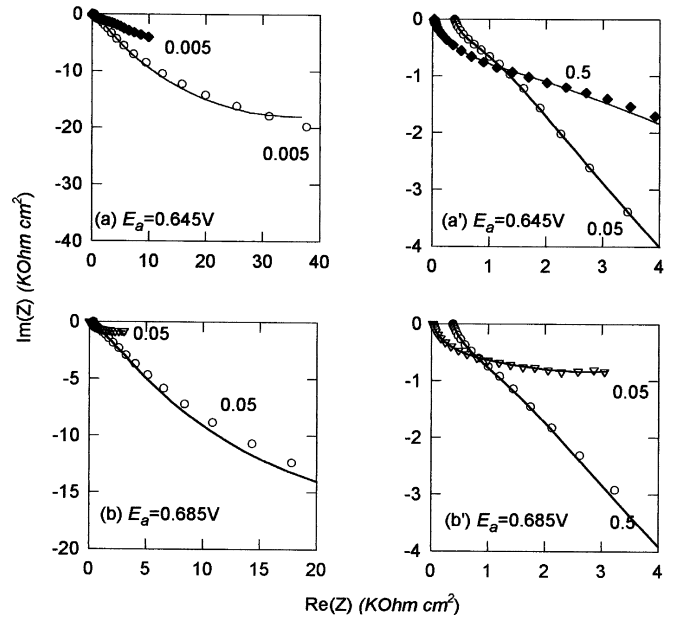 0
-10
-20
-30
-40
0 10 20 30 40
0.005
0.005
(a) Eₐ=0.645V
0
-1
-2
-3
-4
0 1 2 3 4
0.5
0.05
(a') Eₐ=0.645V
Im(Z) (KOhm cm²)
0
-5
-10
-15
-20
0 5 10 15 20
0.05
0.05
(b) Eₐ=0.685V
0
-1
-2
-3
-4
0 1 2 3 4
0.05
0.5
(b') Eₐ=0.685V
Re(Z) (KOhm cm²)